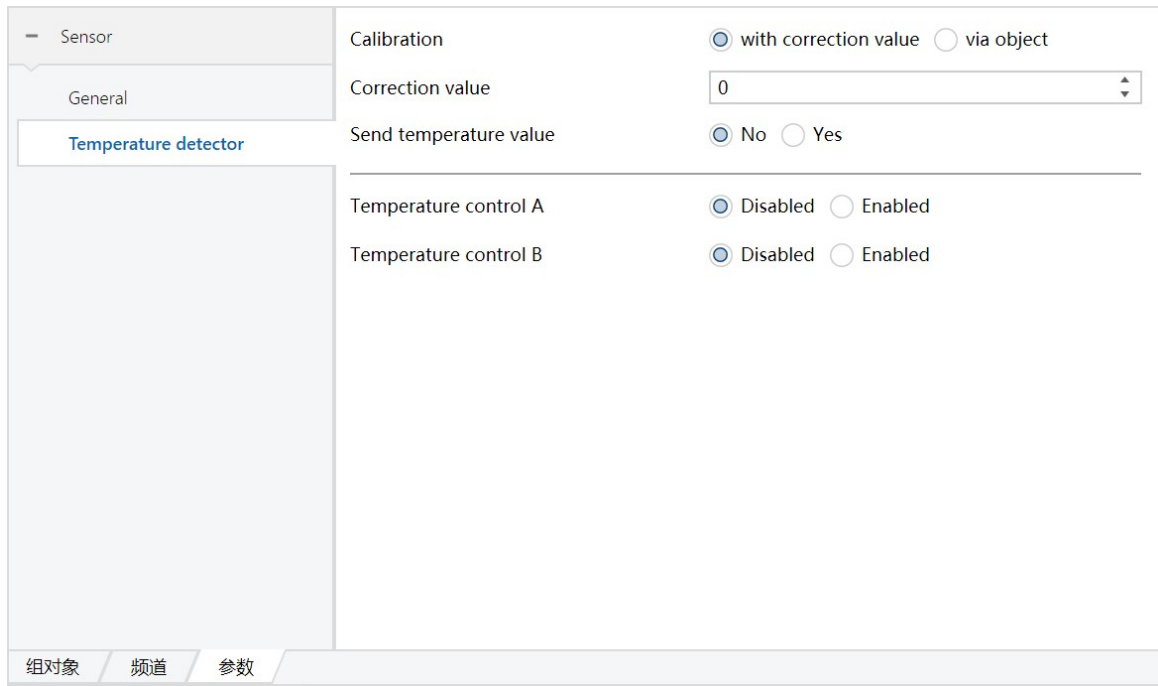 Sensor
General
Temperature detector
Calibration with correction value via object
Correction value 0
Send temperature value No Yes
Temperature control A Disabled Enabled
Temperature control B Disabled Enabled
组对象 频道 参数